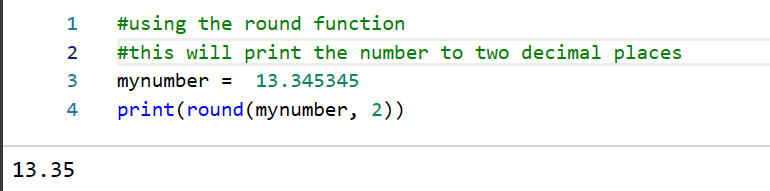 1 #using the round function
2 #this will print the number to two decimal places
3 mynumber =  13.345345
4 print(round(mynumber, 2))
13.35